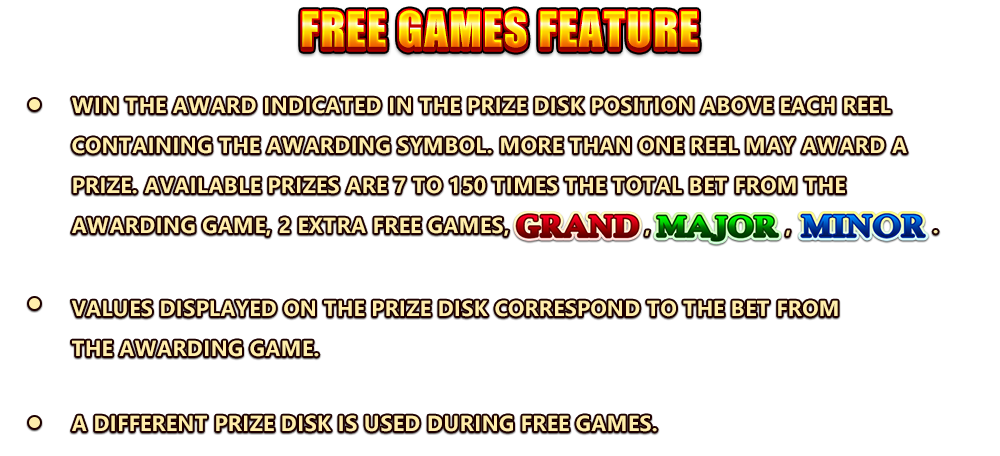 FREE GAMES FEATURE
• WIN THE AWARD INDICATED IN THE PRIZE DISK POSITION ABOVE EACH REEL
CONTAINING THE AWARDING SYMBOL. MORE THAN ONE REEL MAY AWARD A
PRIZE. AVAILABLE PRIZES ARE 7 TO 150 TIMES THE TOTAL BET FROM THE
AWARDING GAME, 2 EXTRA FREE GAMES, GRAND, MAJOR, MINOR.
• VALUES DISPLAYED ON THE PRIZE DISK CORRESPOND TO THE BET FROM
THE AWARDING GAME.
• A DIFFERENT PRIZE DISK IS USED DURING FREE GAMES.